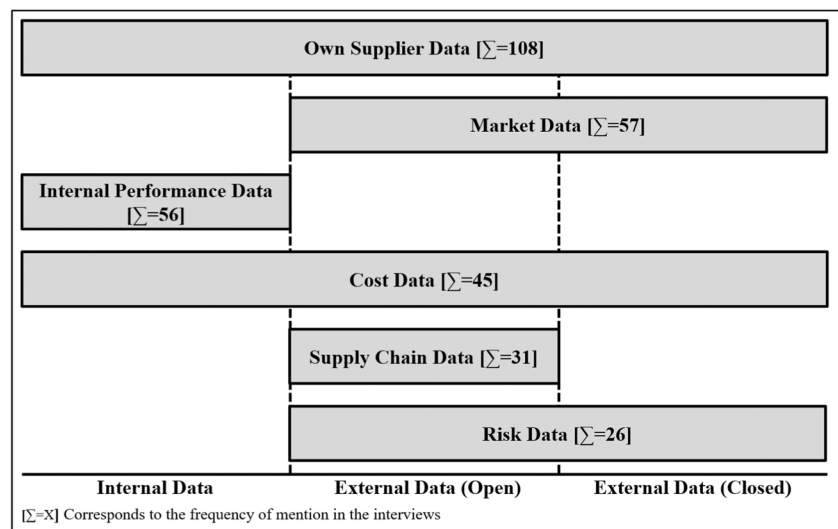 Own Supplier Data [∑=108]
Market Data [∑=57]
Internal Performance Data
[∑=56]
Cost Data [∑=45]
Supply Chain Data [∑=31]
Risk Data [∑=26]
Internal Data External Data (Open) External Data (Closed)
[∑=X] Corresponds to the frequency of mention in the interviews